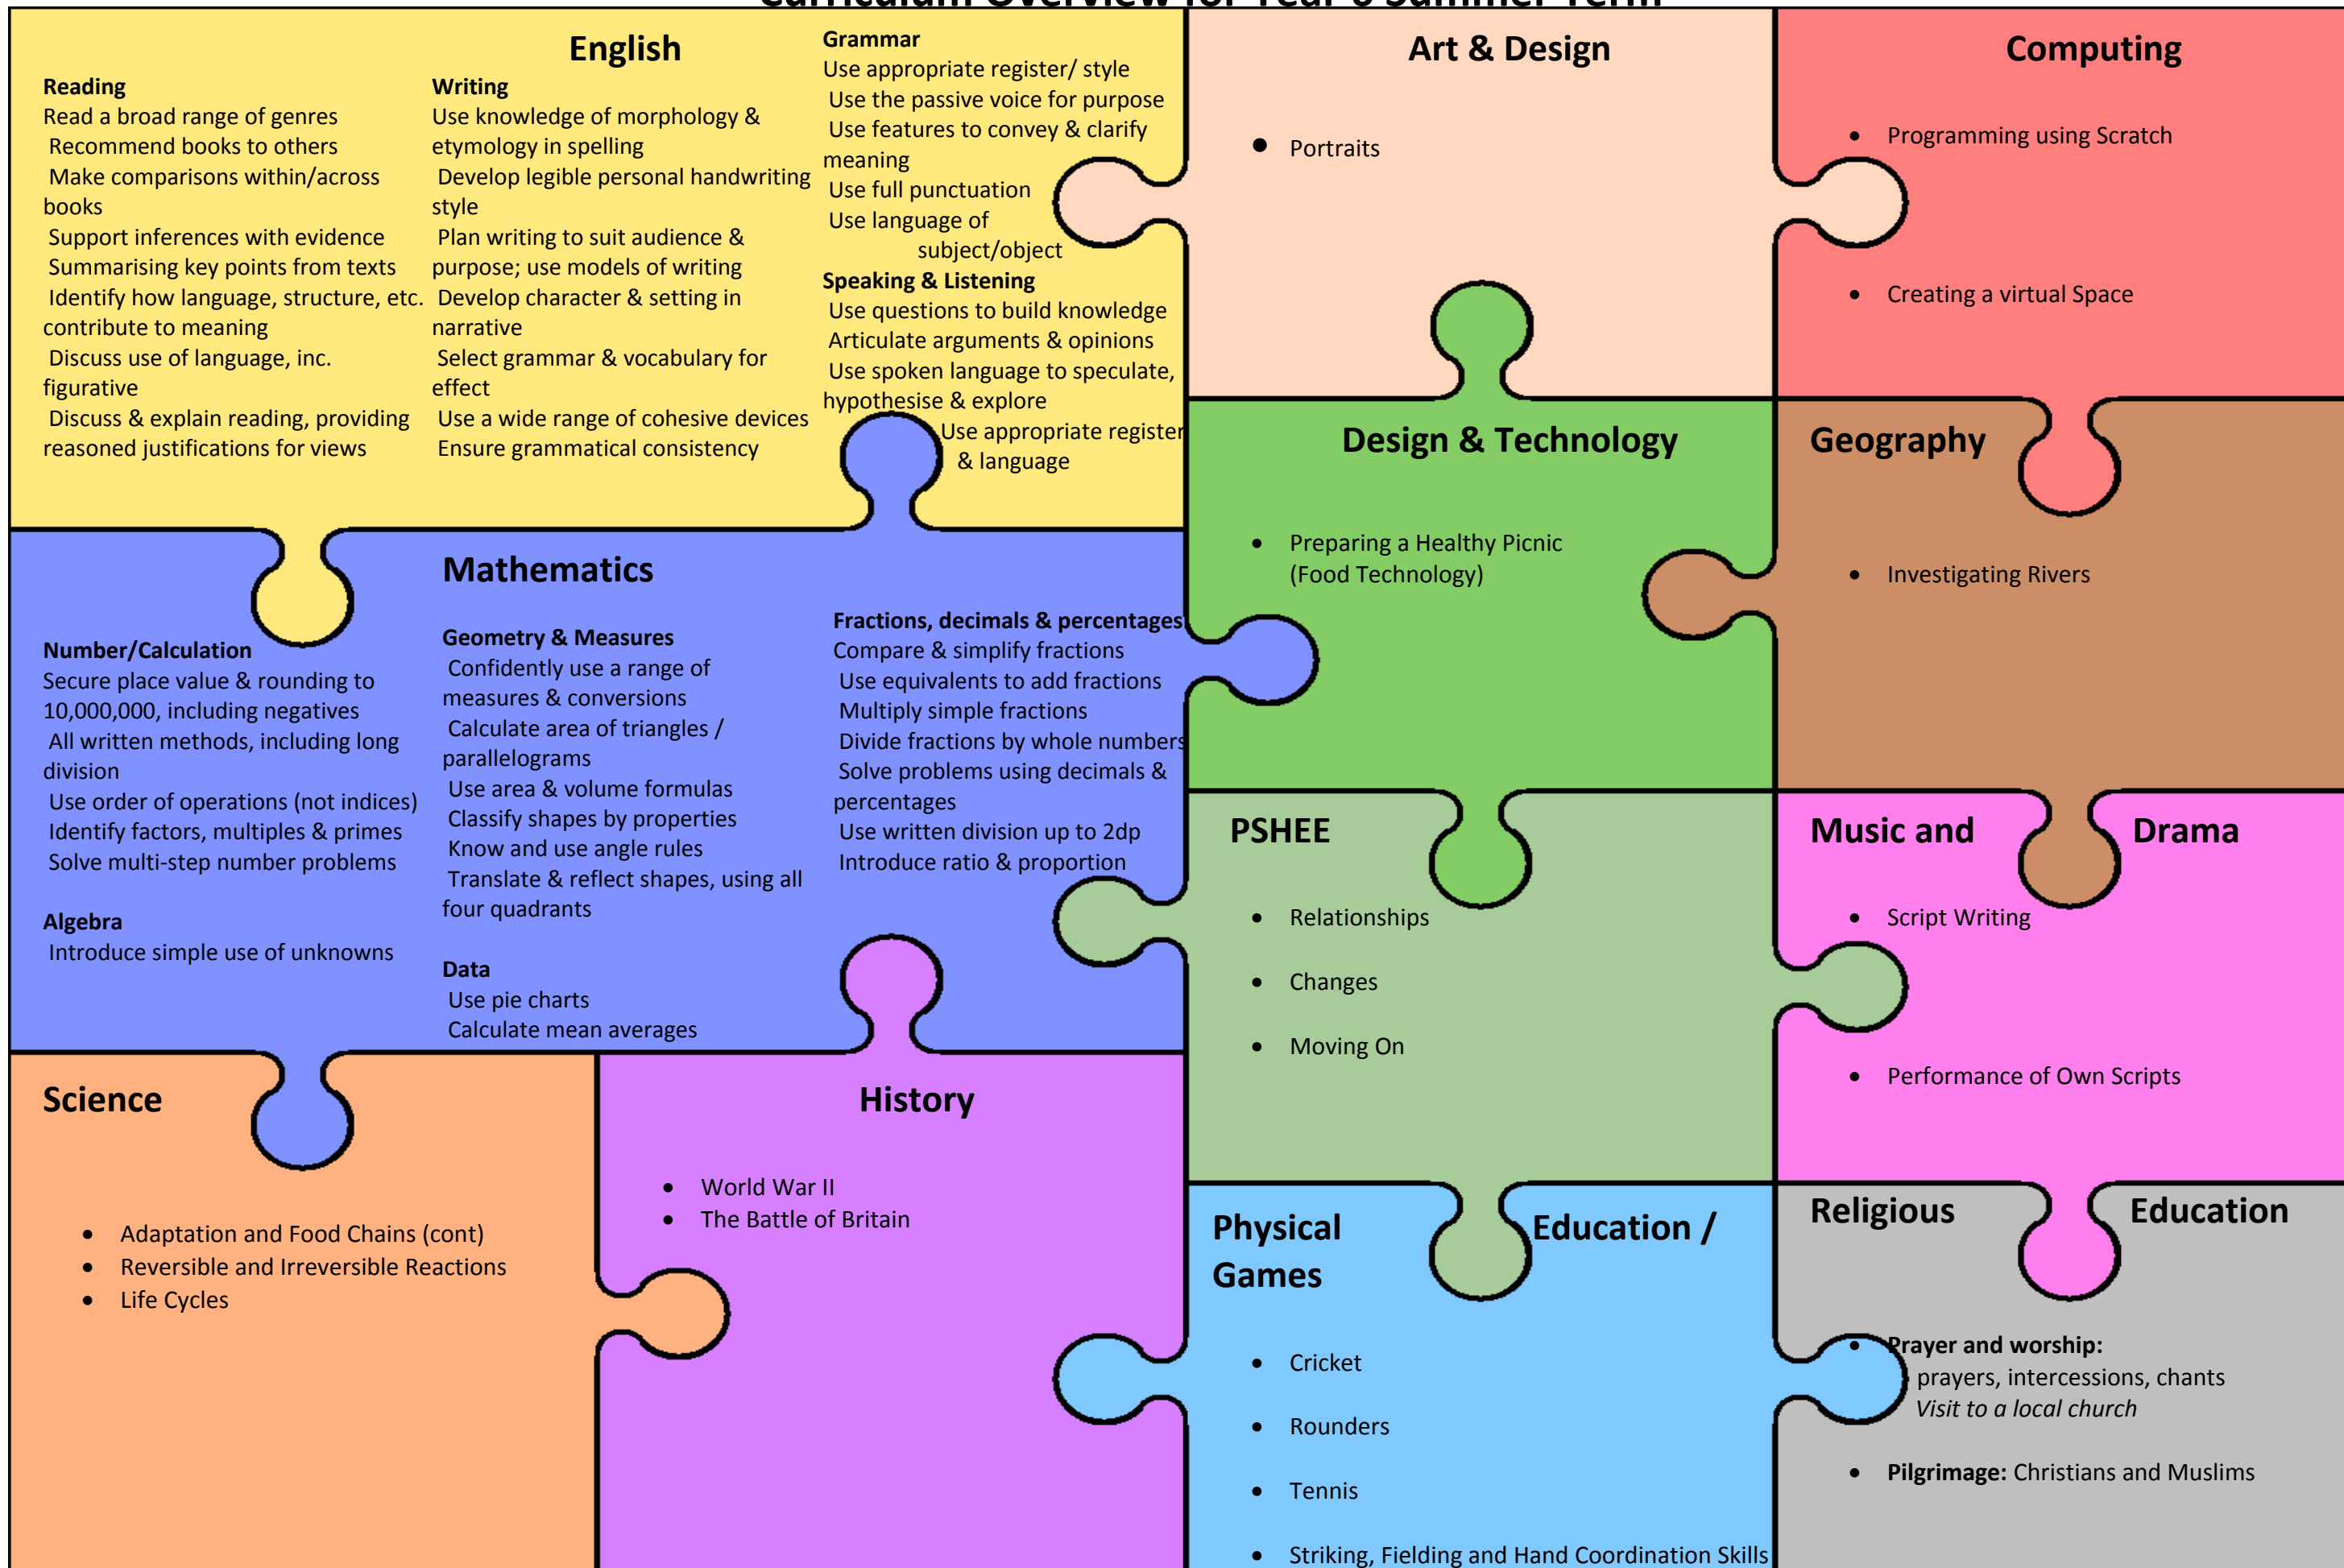 Curriculum Overview for Year 6 Summer Term
English
Reading
Read a broad range of genres
Recommend books to others
Make comparisons within/across
books
Support inferences with evidence
Summarising key points from texts
Identify how language, structure, etc.
contribute to meaning
Discuss use of language, inc.
figurative
Discuss & explain reading, providing
reasoned justifications for views
Writing
Use knowledge of morphology &
etymology in spelling
Develop legible personal handwriting
style
Plan writing to suit audience &
purpose; use models of writing
Develop character & setting in
narrative
Select grammar & vocabulary for
effect
Use a wide range of cohesive devices
Ensure grammatical consistency
Grammar
Use appropriate register/ style
Use the passive voice for purpose
Use features to convey & clarify
meaning
Use full punctuation
Use language of
subject/object
Speaking & Listening
Use questions to build knowledge
Articulate arguments & opinions
Use spoken language to speculate,
hypothesise & explore
Use appropriate register
& language
Art & Design
• Portraits
Computing
• Programming using Scratch
• Creating a virtual Space
Mathematics
Number/Calculation
Secure place value & rounding to
10,000,000, including negatives
All written methods, including long
division
Use order of operations (not indices)
Identify factors, multiples & primes
Solve multi-step number problems
Algebra
Introduce simple use of unknowns
Geometry & Measures
Confidently use a range of
measures & conversions
Calculate area of triangles /
parallelograms
Use area & volume formulas
Classify shapes by properties
Know and use angle rules
Translate & reflect shapes, using all
four quadrants
Data
Use pie charts
Calculate mean averages
Fractions, decimals & percentages
Compare & simplify fractions
Use equivalents to add fractions
Multiply simple fractions
Divide fractions by whole numbers
Solve problems using decimals &
percentages
Use written division up to 2dp
Introduce ratio & proportion
Design & Technology
• Preparing a Healthy Picnic
(Food Technology)
Geography
• Investigating Rivers
PSHEE
• Relationships
• Changes
• Moving On
Music and Drama
• Script Writing
• Performance of Own Scripts
Science
• Adaptation and Food Chains (cont)
• Reversible and Irreversible Reactions
• Life Cycles
History
• World War II
• The Battle of Britain
Physical Education /
Games
• Cricket
• Rounders
• Tennis
• Striking, Fielding and Hand Coordination Skills
Religious Education
• Prayer and worship:
prayers, intercessions, chants
Visit to a local church
• Pilgrimage: Christians and Muslims